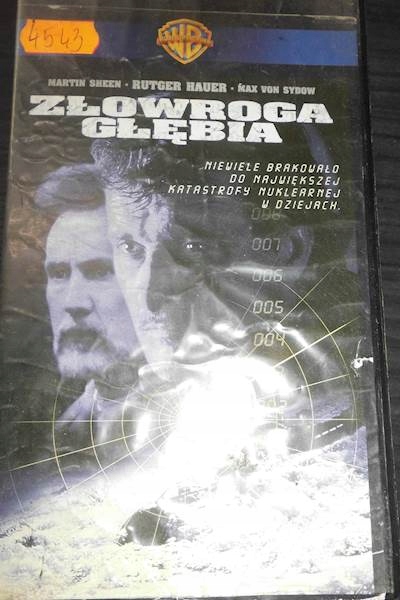 4543
WB
MARTIN SHEEN • RUTGER HAUER • MAX VON SYDOW
ZŁOWROGA
GŁĘBIA
NIEWIELE BRAKOWAŁO
DO NAJWIĘKSZEJ
KATASTROFY NUKLEARNEJ
W DZIEJACH.
008
007
006
005
004